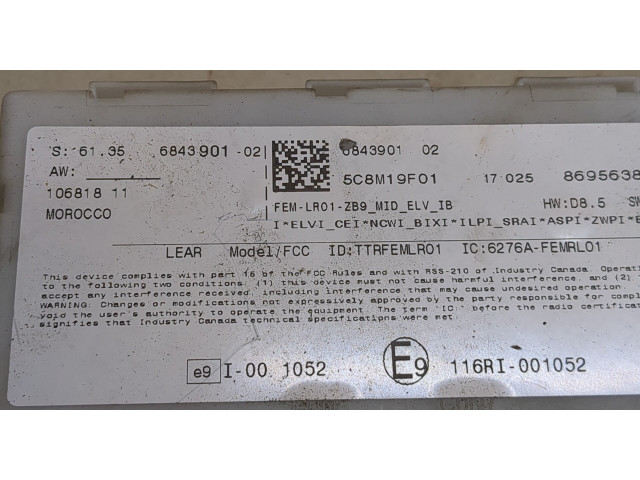 S: 61.35 6843901-02 6843901 02
AW: 5C8M19F01 17025 8695638
106818 11 FEM-LR01-ZB9_MID_ELV_IB HW:D8.5 SW
MOROCCO I*ELVI_CEI*NCWI_BIXI*ILPI_SRAI*ASPI*ZWPI*E
LEAR Model/FCC ID:TTRFEMLR01 IC:6276A-FEMRL01
This device complies with part 15 of the FCC Rules and with RSS-210 of Industry Canada. Operati
to the following two conditions: (1) this device must not cause harmful interference, and (2)
accept any interference received, including interference that may cause undesired operation.
WARNING: Changes or modifications not expressively approved by the party responsible for compl
void the user's authority to operate the equipment. The term "IC:" before the radio certificat
signifies that Industry Canada technical specifications were met.
e9 I-00 1052 E9 116RI-001052